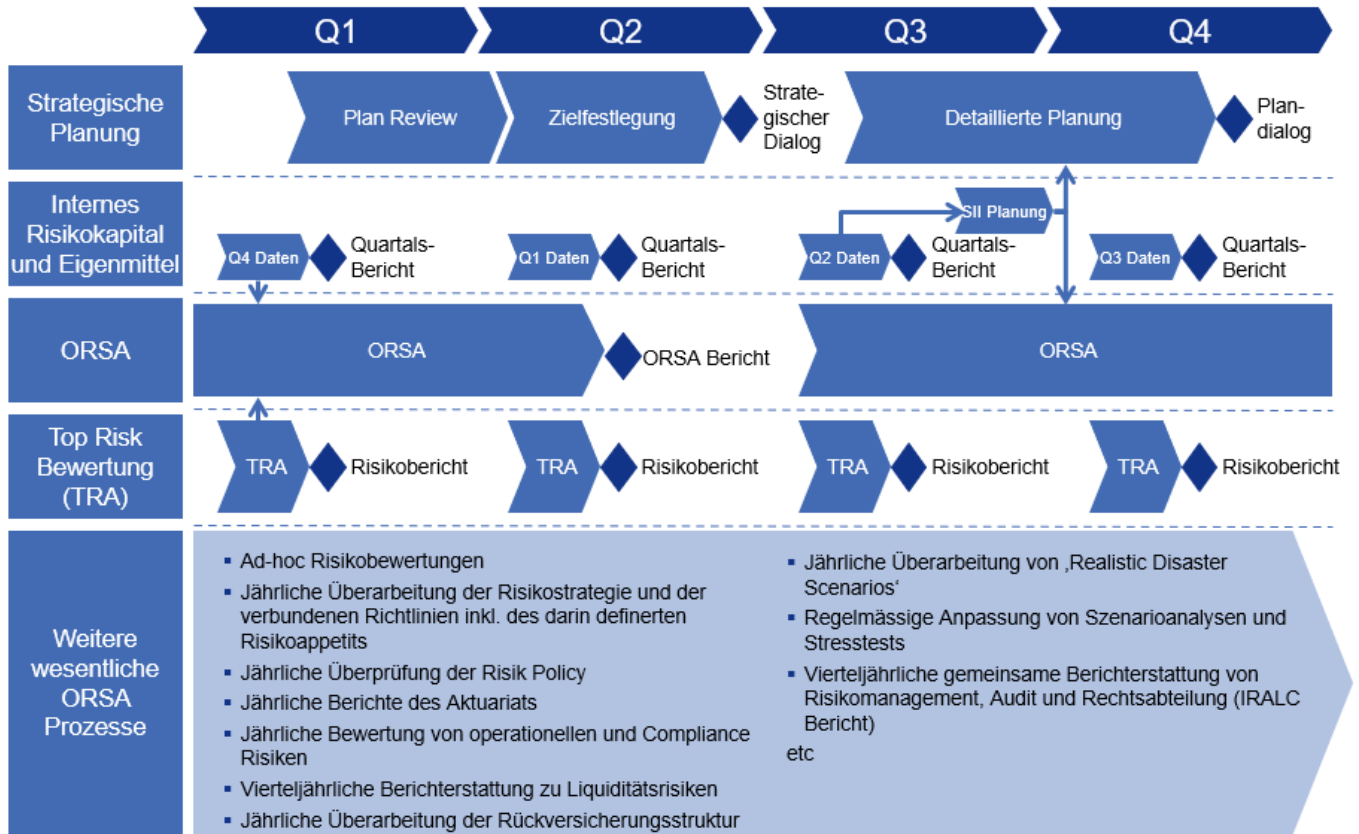 Q1
Q2
Q3
Q4
Strategische
Planung
Plan Review
Zielfestlegung
Strate-
gischer
Dialog
Detaillierte Planung
Plan-
dialog
Internes
Risikokapital
und Eigenmittel
Q4 Daten
Quartals-
Bericht
Q1 Daten
Quartals-
Bericht
Q2 Daten
SII Planung
Quartals-
Bericht
Q3 Daten
Quartals-
Bericht
ORSA
ORSA
ORSA Bericht
ORSA
Top Risk
Bewertung
(TRA)
TRA
Risikobericht
TRA
Risikobericht
TRA
Risikobericht
TRA
Risikobericht
Weitere
wesentliche
ORSA
Prozesse
▪ Ad-hoc Risikobewertungen
▪ Jährliche Überarbeitung der Risikostrategie und der
verbundenen Richtlinien inkl. des darin definerten
Risikoappetits
▪ Jährliche Überprüfung der Risik Policy
▪ Jährliche Berichte des Aktuariats
▪ Jährliche Bewertung von operationellen und Compliance
Risiken
▪ Vierteljährliche Berichterstattung zu Liquiditätsrisiken
▪ Jährliche Überarbeitung der Rückversicherungsstruktur
▪ Jährliche Überarbeitung von ‚Realistic Disaster
Scenarios‘
▪ Regelmässige Anpassung von Szenarioanalysen und
Stresstests
▪ Vierteljährliche gemeinsame Berichterstattung von
Risikomanagement, Audit und Rechtsabteilung (IRALC
Bericht)
etc